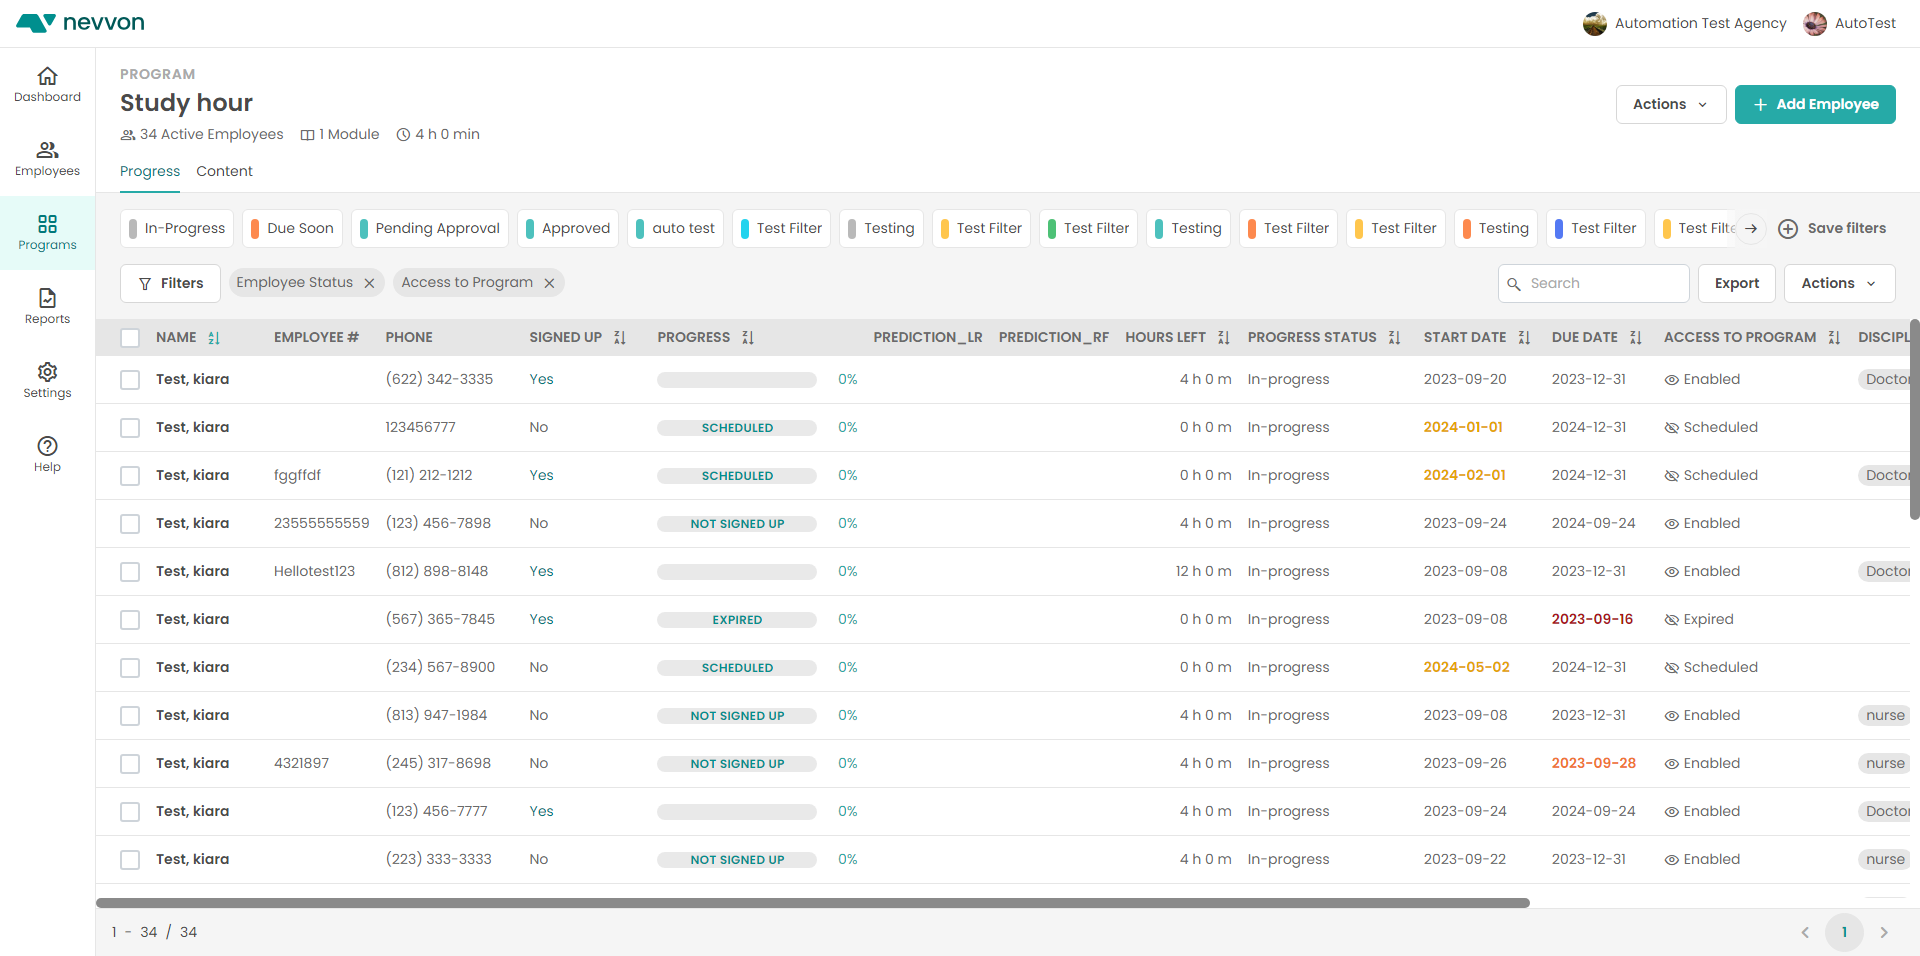 nevvon
Automation Test Agency AutoTest
Dashboard
Employees
Programs
Reports
Settings
Help
PROGRAM
Study hour
34 Active Employees 1 Module 4 h 0 min
Actions + Add Employee
Progress Content
In-Progress Due Soon Pending Approval Approved auto test Test Filter Testing Test Filter Test Filter Testing Test Filter Test Filter Testing Test Filter Test Filte Save filters
Filters Employee Status Access to Program Search Export Actions
NAME EMPLOYEE # PHONE SIGNED UP PROGRESS PREDICTION_LR PREDICTION_RF HOURS LEFT PROGRESS STATUS START DATE DUE DATE ACCESS TO PROGRAM DISCIPL
Test, kiara (622) 342-3335 Yes 0% 4 h 0 m In-progress 2023-09-20 2023-12-31 Enabled Doctor
Test, kiara 123456777 No SCHEDULED 0% 0 h 0 m In-progress 2024-01-01 2024-12-31 Scheduled
Test, kiara fggffdf (121) 212-1212 Yes SCHEDULED 0% 0 h 0 m In-progress 2024-02-01 2024-12-31 Scheduled Doctor
Test, kiara 23555555559 (123) 456-7898 No NOT SIGNED UP 0% 4 h 0 m In-progress 2023-09-24 2024-09-24 Enabled
Test, kiara Hellotest123 (812) 898-8148 Yes 0% 12 h 0 m In-progress 2023-09-08 2023-12-31 Enabled Doctor
Test, kiara (567) 365-7845 Yes EXPIRED 0% 0 h 0 m In-progress 2023-09-08 2023-09-16 Expired
Test, kiara (234) 567-8900 No SCHEDULED 0% 0 h 0 m In-progress 2024-05-02 2024-12-31 Scheduled
Test, kiara (813) 947-1984 No NOT SIGNED UP 0% 4 h 0 m In-progress 2023-09-08 2023-12-31 Enabled nurse
Test, kiara 4321897 (245) 317-8698 No NOT SIGNED UP 0% 4 h 0 m In-progress 2023-09-26 2023-09-28 Enabled nurse
Test, kiara (123) 456-7777 Yes 0% 4 h 0 m In-progress 2023-09-24 2024-09-24 Enabled Doctor
Test, kiara (223) 333-3333 No NOT SIGNED UP 0% 4 h 0 m In-progress 2023-09-22 2023-12-31 Enabled nurse
1 - 34 / 34 1